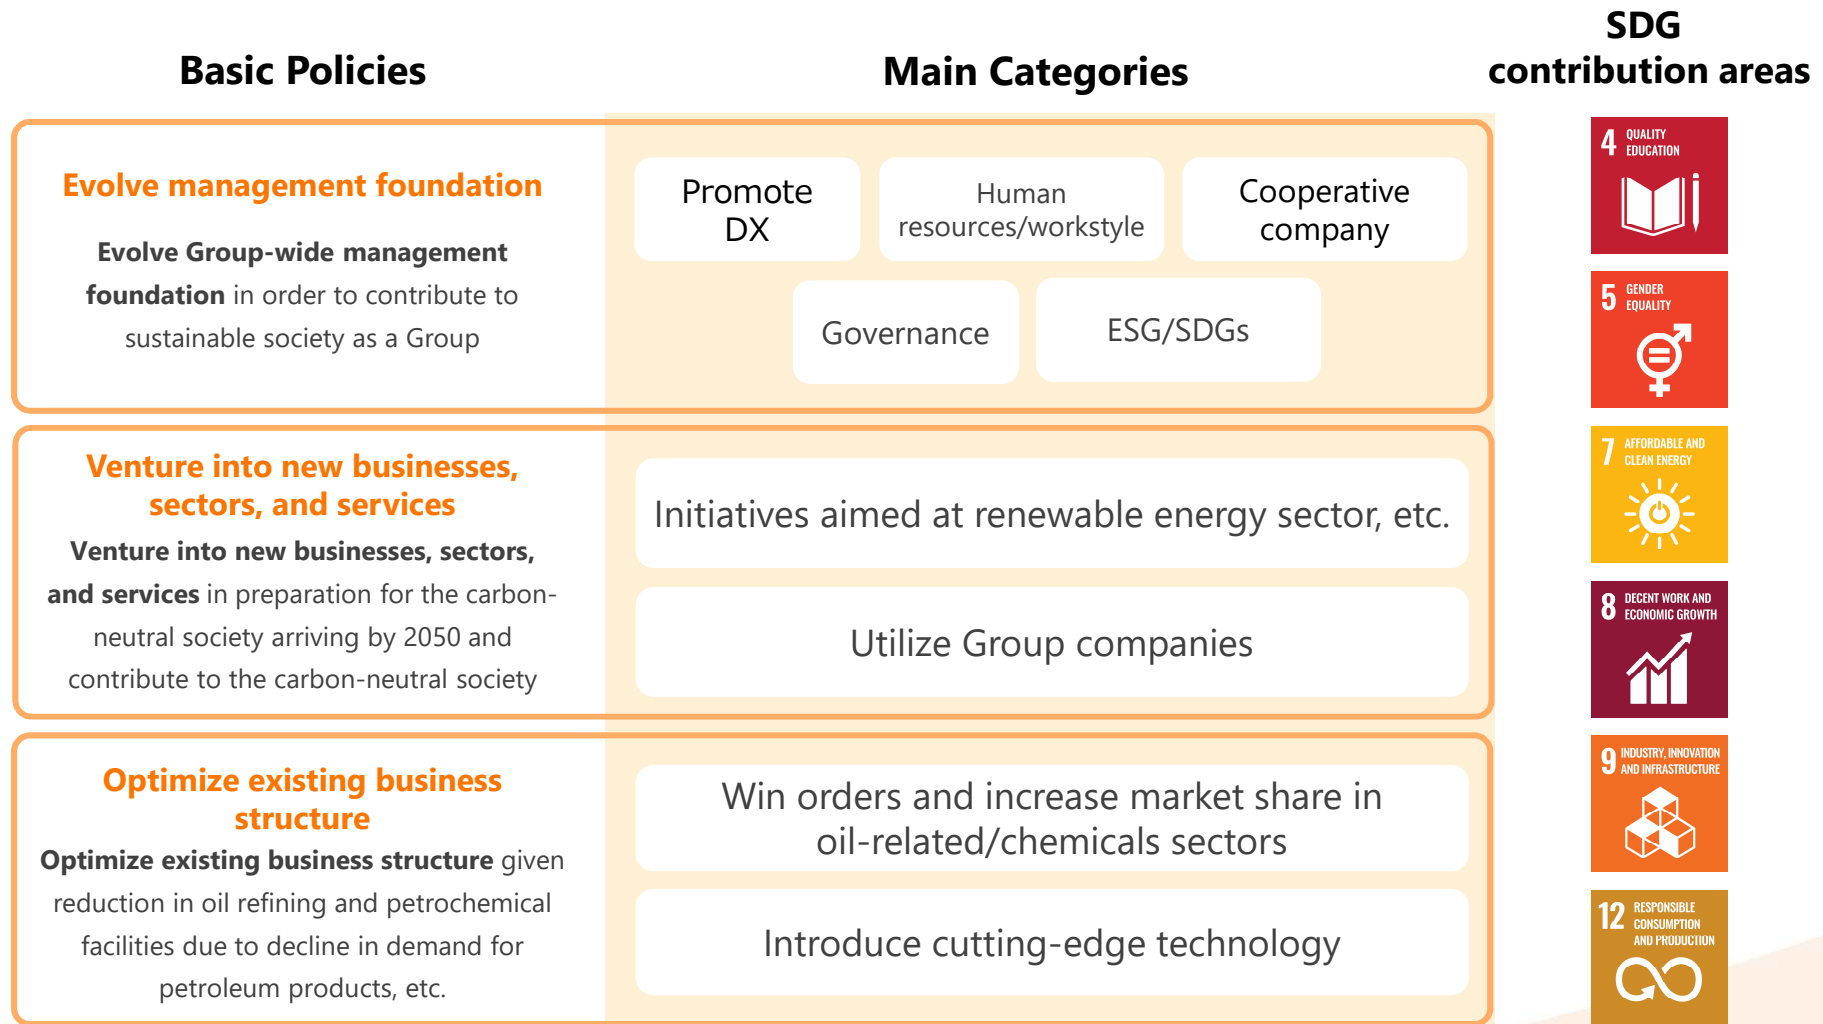 Basic Policies
Main Categories
SDG
contribution areas
Evolve management foundation
Evolve Group-wide management
foundation in order to contribute to
sustainable society as a Group
Promote
DX
Human
resources/workstyle
Cooperative
company
Governance
ESG/SDGs
Venture into new businesses,
sectors, and services
Venture into new businesses, sectors,
and services in preparation for the carbon-
neutral society arriving by 2050 and
contribute to the carbon-neutral society
Initiatives aimed at renewable energy sector, etc.
Utilize Group companies
Optimize existing business
structure
Optimize existing business structure given
reduction in oil refining and petrochemical
facilities due to decline in demand for
petroleum products, etc.
Win orders and increase market share in
oil-related/chemicals sectors
Introduce cutting-edge technology
4 QUALITY
EDUCATION
5 GENDER
EQUALITY
7 AFFORDABLE AND
CLEAN ENERGY
8 DECENT WORK AND
ECONOMIC GROWTH
9 INDUSTRY, INNOVATION
AND INFRASTRUCTURE
12 RESPONSIBLE
CONSUMPTION
AND PRODUCTION